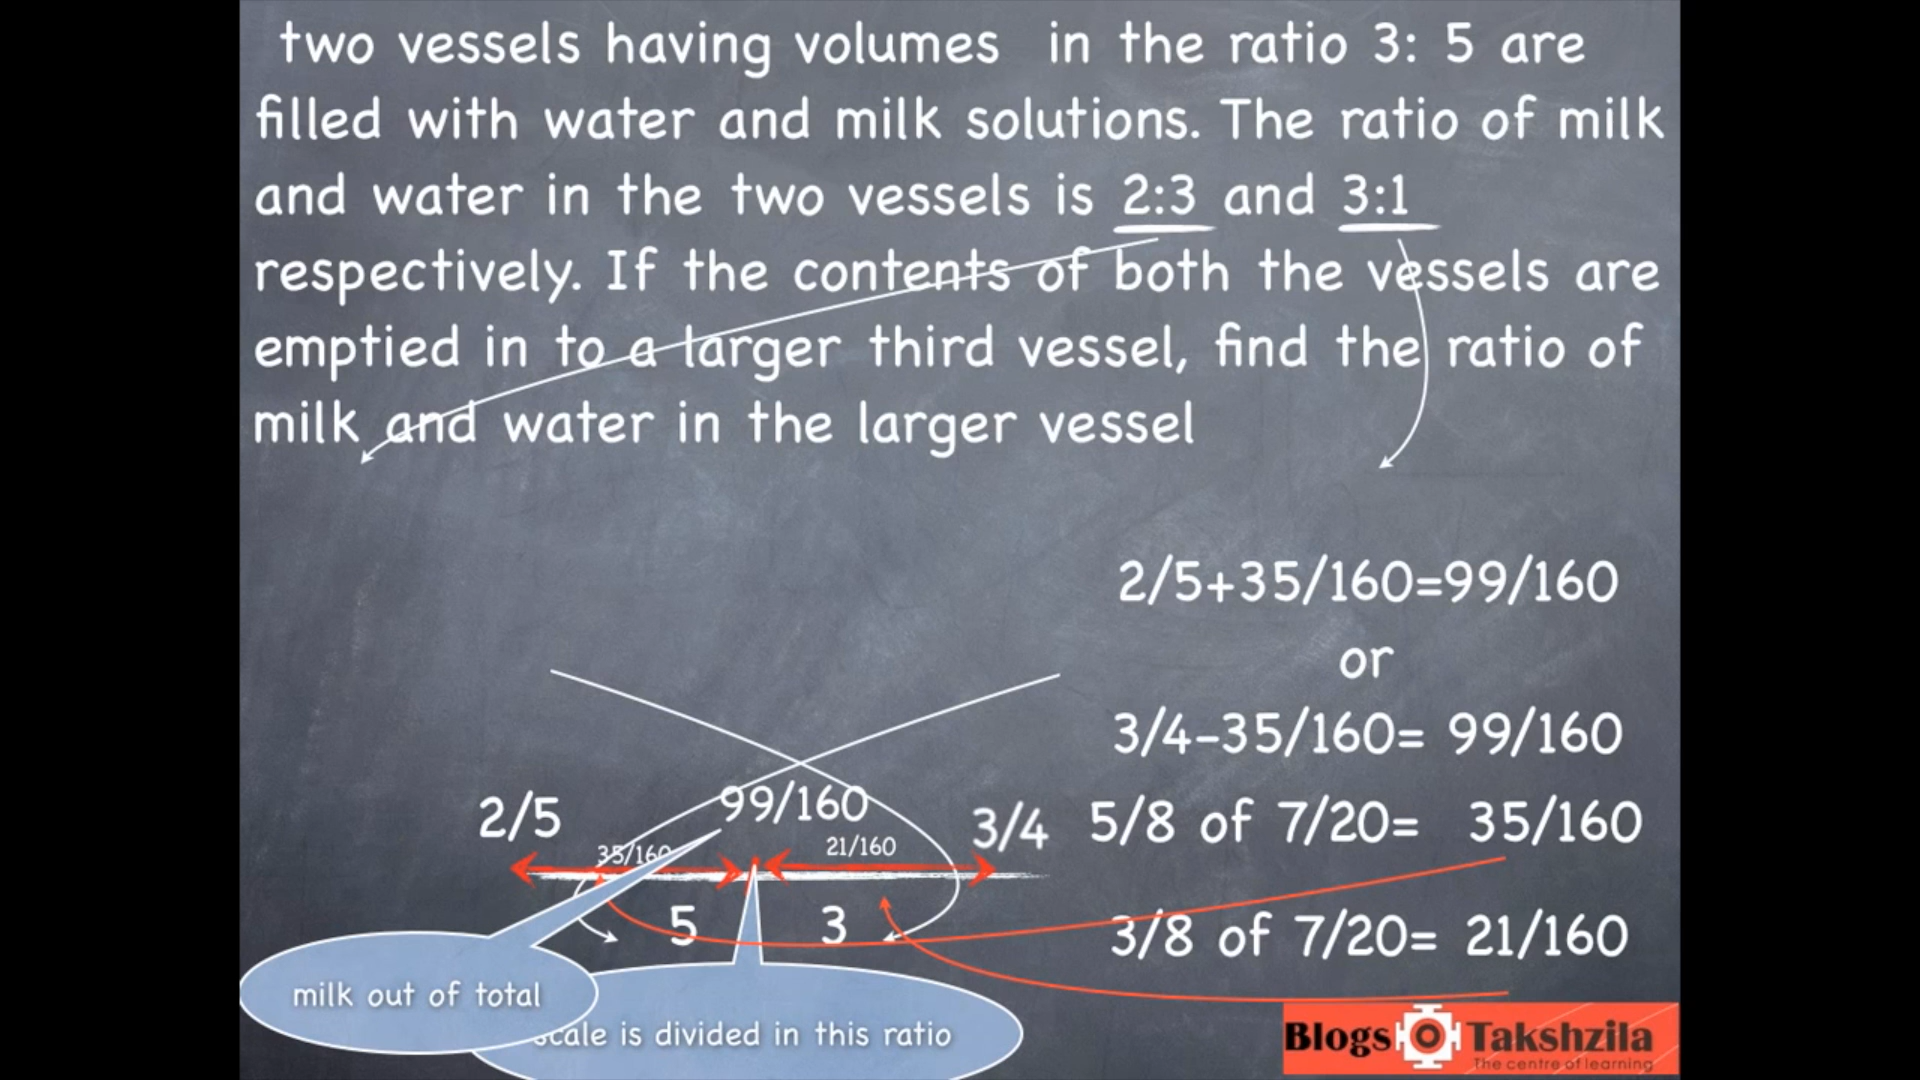 two vessels having volumes in the ratio 3: 5 are
filled with water and milk solutions. The ratio of milk
and water in the two vessels is 2:3 and 3:1
respectively. If the contents of both the vessels are
emptied in to a larger third vessel, find the ratio of
milk and water in the larger vessel
2/5+35/160=99/160
or
3/4-35/160= 99/160
2/5 99/160 3/4
35/160 21/160
5/8 of 7/20= 35/160
5 3
3/8 of 7/20= 21/160
milk out of total
scale is divided in this ratio
Blogs Takshzila
The centre of learning